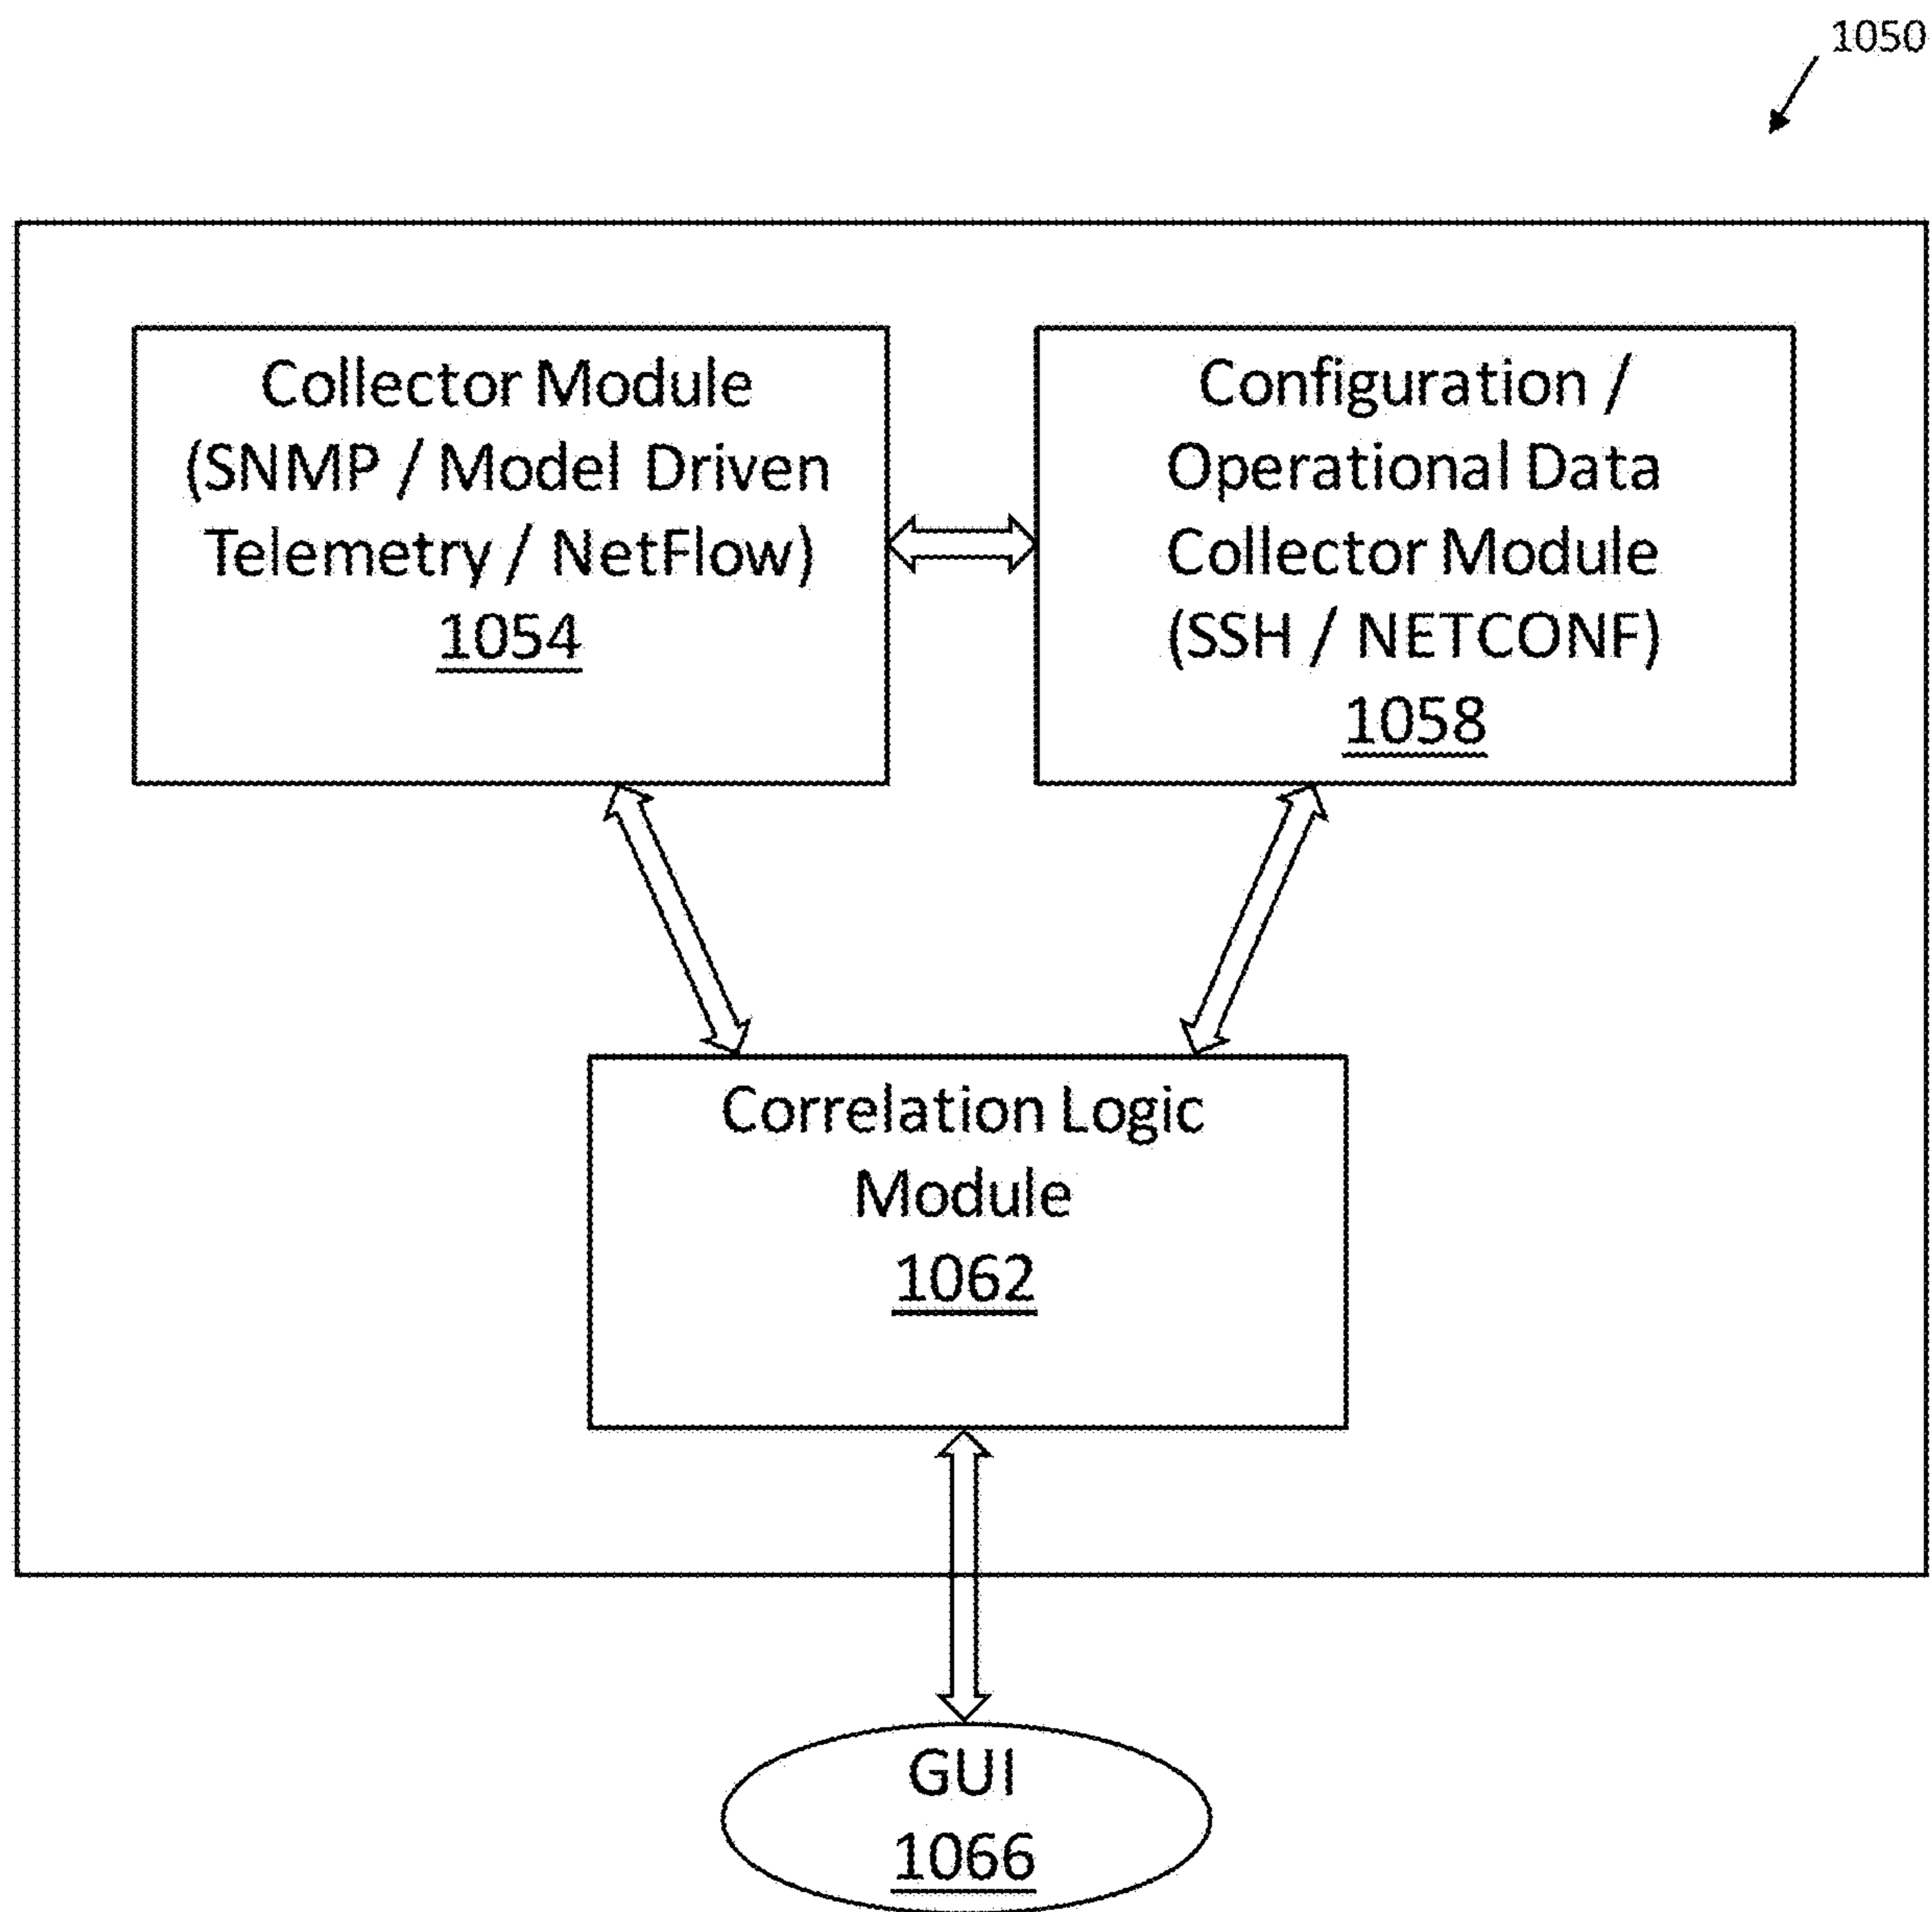 1050
Collector Module
(SNMP / Model Driven
Telemetry / NetFlow)
1054
Configuration /
Operational Data
Collector Module
(SSH / NETCONF)
1058
Correlation Logic
Module
1062
GUI
1066